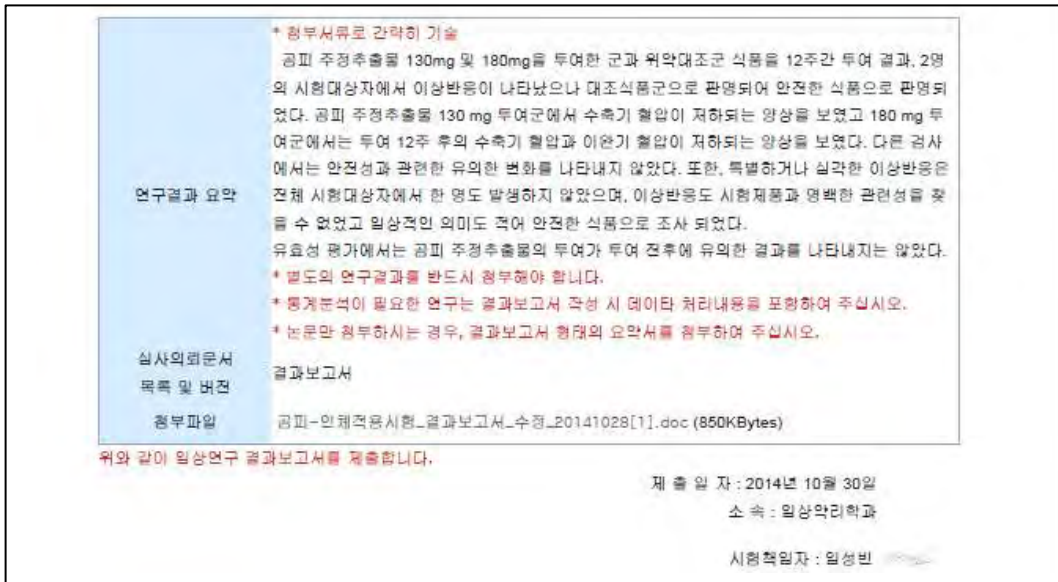 * 첨부서류로 간략히 기술
공피 주정추출물 130mg 및 180mg을 투여한 군과 위약대조군 식품을 12주간 투여 결과, 2명
의 시험대상자에서 이상반응이 나타났으나 대조식품군으로 판명되어 안전한 식품으로 판명되
었다. 공피 주정추출물 130 mg 투여군에서 수축기 혈압이 저하되는 양상을 보였고 180 mg 투
여군에서는 투여 12주 후의 수축기 혈압과 이완기 혈압이 저하되는 양상을 보였다. 다른 검사
에서는 안전성과 관련한 유의한 변화를 나타내지 않았다. 또한, 특별하거나 심각한 이상반응은
연구결과 요약
전체 시험대상자에서 한 명도 발생하지 않았으며, 이상반응도 시험제품과 명백한 관련성을 찾
을 수 없었고 임상적인 의미도 적어 안전한 식품으로 조사 되었다.
유효성 평가에서는 공피 주정추출물의 투여가 투여 전후에 유의한 결과를 나타내지는 않았다.
* 별도의 연구결과를 반드시 첨부해야 합니다.
* 통계분석이 필요한 연구는 결과보고서 작성 시 데이타 처리내용을 포함하여 주십시오.
* 논문만 첨부하시는 경우, 결과보고서 형태의 요약서를 첨부하여 주십시오.
심사의뢰문서
목록 및 버전
결과보고서
첨부파일
공피-인체적용시험_결과보고서_수정_20141028[1].doc (850KBytes)
위와 같이 임상연구 결과보고서를 제출합니다.
제 출 일 자 : 2014년 10월 30일
소 속 : 임상약리학과
시험책임자 : 임성빈